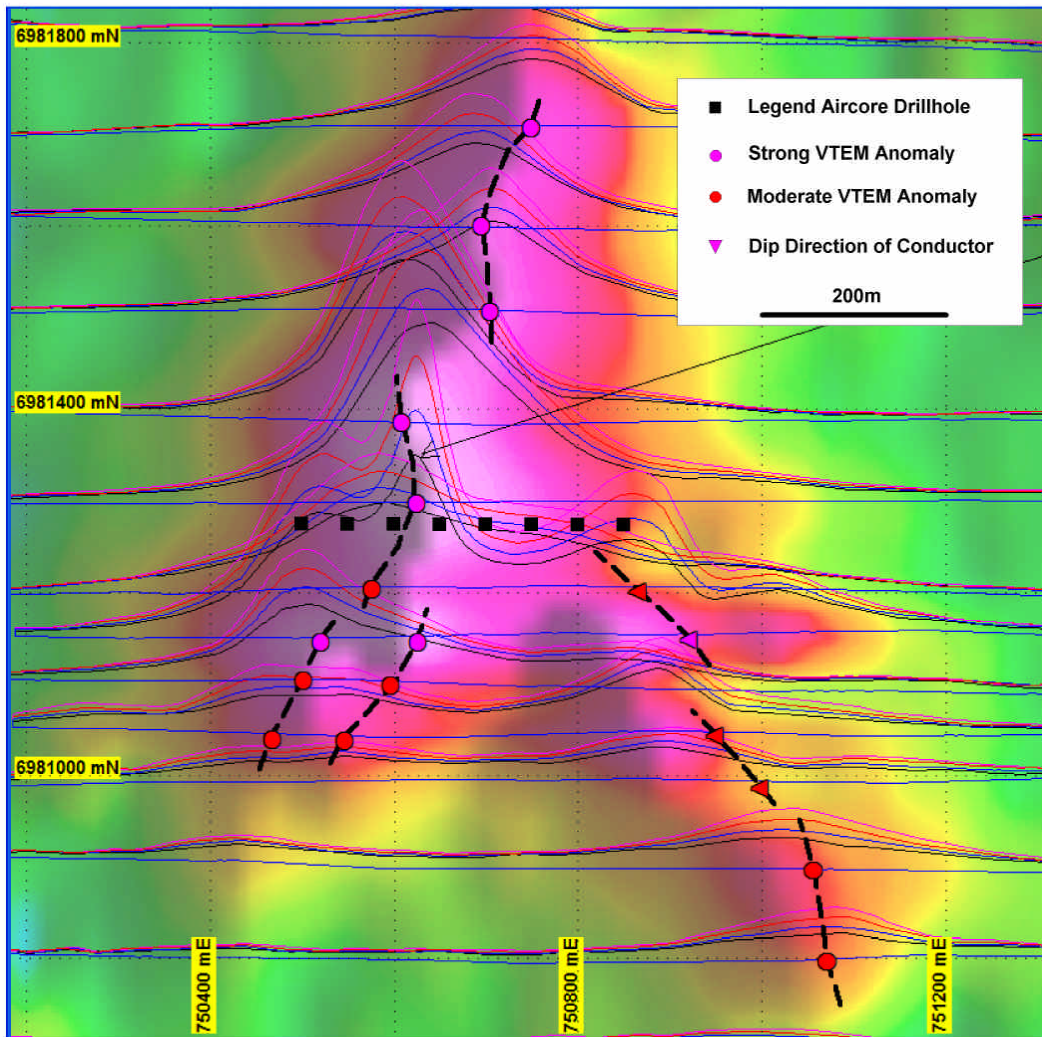 6981800 mN
Legend Aircore Drillhole
Strong VTEM Anomaly
Moderate VTEM Anomaly
Dip Direction of Conductor
200m
6981400 mN
6981000 mN
750400 mE
750800 mE
751200 mE